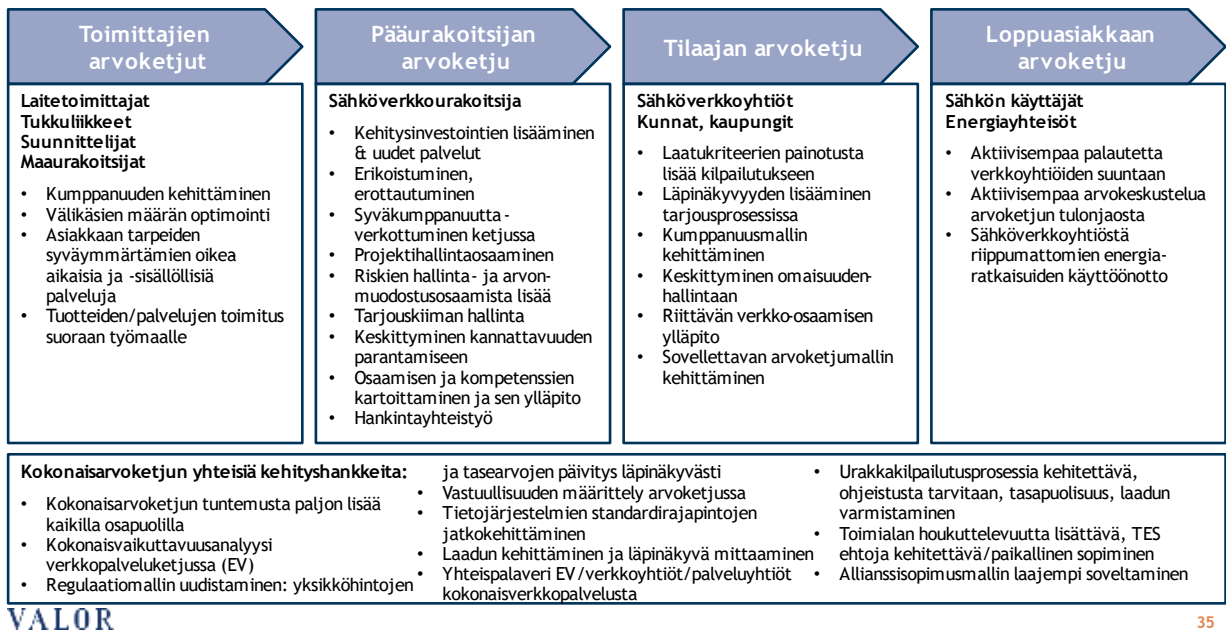 Toimittajien
arvoketjut
Pääurakoitsijan
arvoketju
Tilaajan arvoketju
Loppuasiakkaan
arvoketju
Laitetoimittajat
Tukkuliikkeet
Suunnittelijat
Maaurakoitsijat
• Kumppanuuden kehittäminen
• Välikäsien määrän optimointi
• Asiakkaan tarpeiden
syväymmärtämien oikea
aikaisia ja -sisällöllisiä
palveluja
• Tuotteiden/palvelujen toimitus
suoraan työmaalle
Sähköverkkourakoitsija
• Kehitysinvestointien lisääminen
& uudet palvelut
• Erikoistuminen,
erottautuminen
• Syväkumppanuutta -
verkottuminen ketjussa
• Projektihallintaosaaminen
• Riskien hallinta- ja arvon-
muodostusosaamista lisää
• Tarjouskiiman hallinta
• Keskittyminen kannattavuuden
parantamiseen
• Osaamisen ja kompetenssien
kartoittaminen ja sen ylläpito
• Hankintayhteistyö
Sähköverkkoyhtiöt
Kunnat, kaupungit
• Laatukriteerien painotusta
lisää kilpailutukseen
• Läpinäkyvyyden lisääminen
tarjousprosessissa
• Kumppanuusmallin
kehittäminen
• Keskittyminen omaisuuden-
hallintaan
• Riittävän verkko-osaamisen
ylläpito
• Sovellettavan arvoketjumallin
kehittäminen
Sähkön käyttäjät
Energiayhteisöt
• Aktiivisempaa palautetta
verkkoyhtiöiden suuntaan
• Aktiivisempaa arvokeskustelua
arvoketjun tulonjaosta
• Sähköverkkoyhtiöstä
riippumattomien energia-
ratkaisuiden käyttöönotto
Kokonaisarvoketjun yhteisiä kehityshankkeita:
• Kokonaisarvoketjun tuntemusta paljon lisää
kaikilla osapuolilla
• Kokonaisvaikuttavuusanalyysi
verkkopalveluketjussa (EV)
• Regulaatiomallin uudistaminen: yksikköhintojen
ja tasearvojen päivitys läpinäkyvästi
• Vastuullisuuden määrittely arvoketjussa
• Tietojärjestelmien standardirajapintojen
jatkokehittäminen
• Laadun kehittäminen ja läpinäkyvä mittaaminen
• Yhteispalaveri EV/verkkoyhtiöt/palveluyhtiöt
kokonaisverkkopalvelusta
• Urakkakilpailutusprosessia kehitettävä,
ohjeistusta tarvitaan, tasapuolisuus, laadun
varmistaminen
• Toimialan houkuttelevuutta lisättävä, TES
ehtoja kehitettävä/paikallinen sopiminen
• Allianssisopimusmallin laajempi soveltaminen
VALOR
35